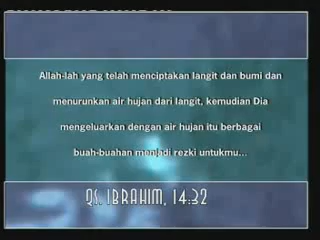 Allah-lah yang telah menciptakan langit dan bumi dan
menurunkan air hujan dari langit, kemudian Dia
mengeluarkan dengan air hujan itu berbagai
buah-buahan menjadi rezki untukmu...
QS. IBRAHIM, 14:32